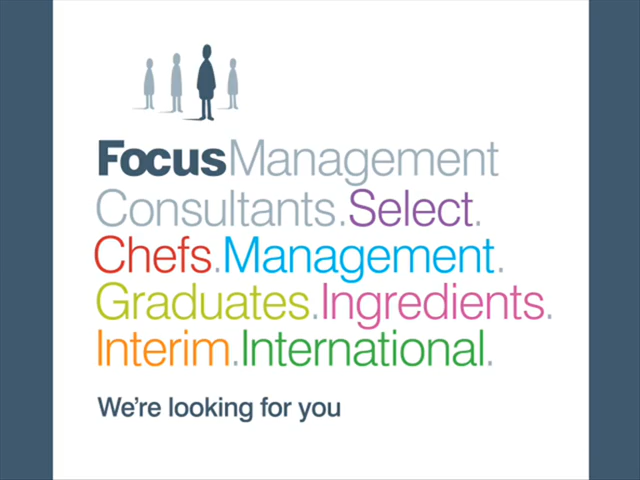 FocusManagement
Consultants.Select.
Chefs.Management.
Graduates.Ingredients.
Interim.International.
We're looking for you